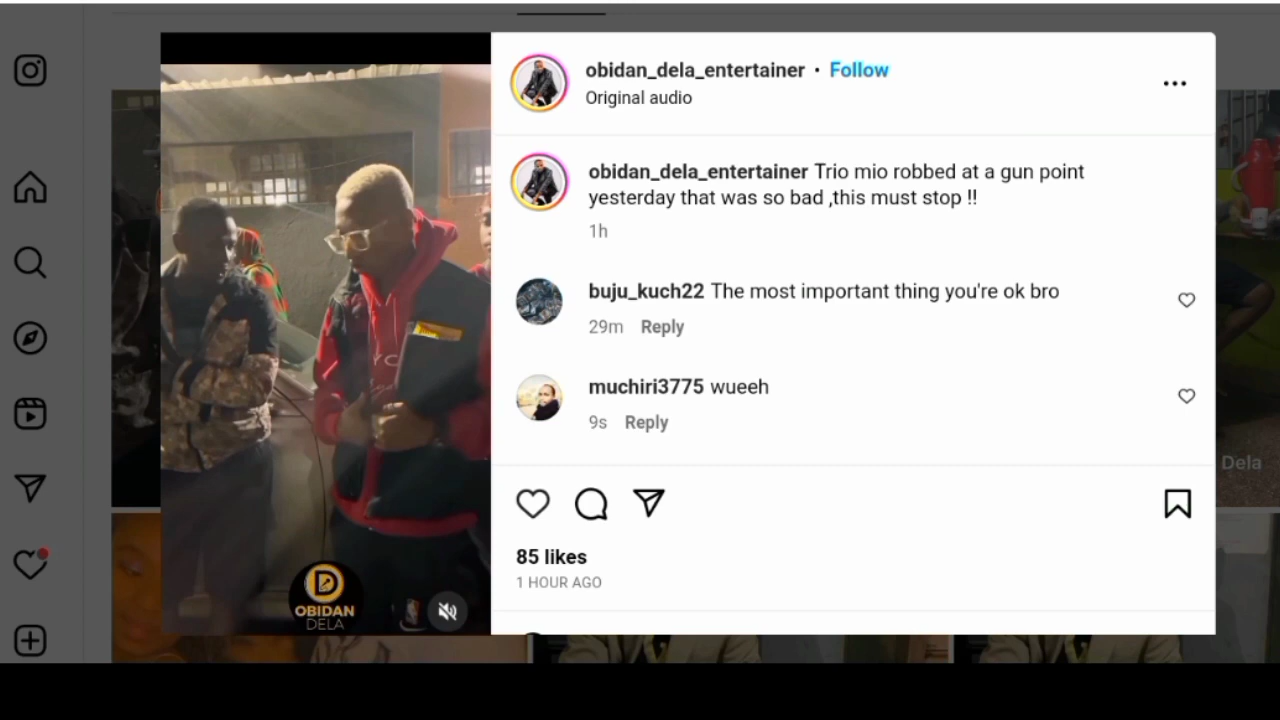 obidan_dela_entertainer • Follow
Original audio
obidan_dela_entertainer Trio mio robbed at a gun point
yesterday that was so bad ,this must stop !!
1h
buju_kuch22 The most important thing you're ok bro
29m Reply
muchiri3775 wueeh
9s Reply
85 likes
1 HOUR AGO
D
OBIDAN
DELA
Dela